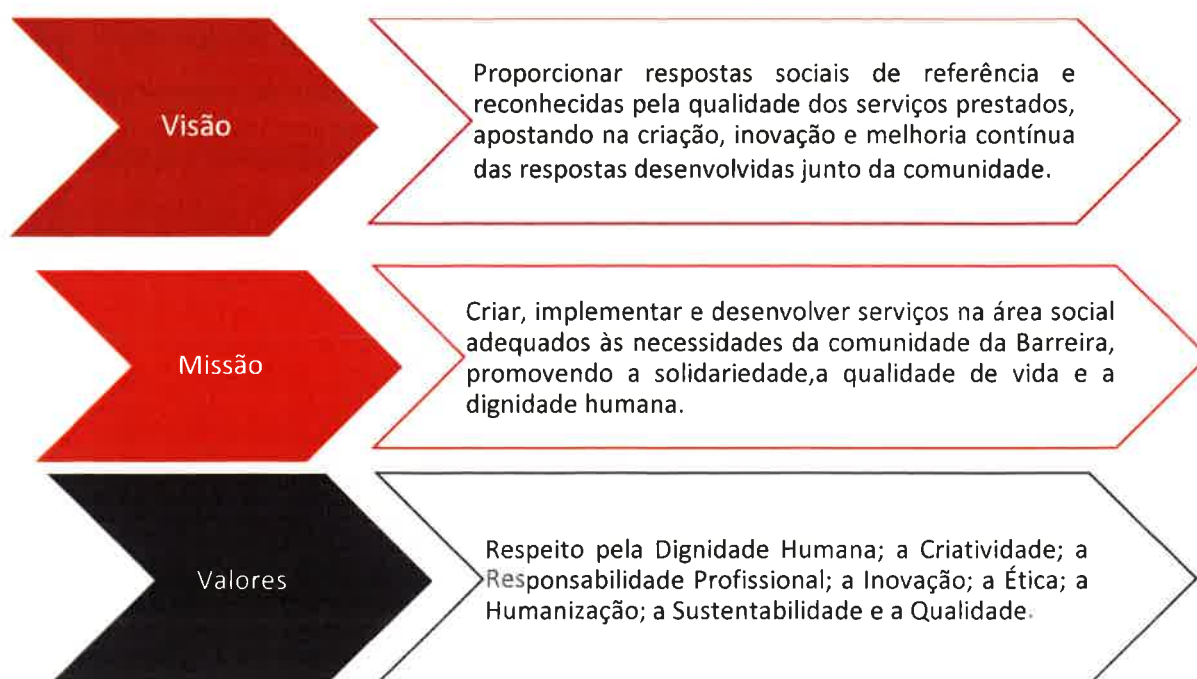 Visão
Proporcionar respostas sociais de referência e
reconhecidas pela qualidade dos serviços prestados,
apostando na criação, inovação e melhoria contínua
das respostas desenvolvidas junto da comunidade.
Missão
Criar, implementar e desenvolver serviços na área social
adequados às necessidades da comunidade da Barreira,
promovendo a solidariedade,a qualidade de vida e a
dignidade humana.
Valores
Respeito pela Dignidade Humana; a Criatividade; a
Responsabilidade Profissional; a Inovação; a Ética; a
Humanização; a Sustentabilidade e a Qualidade.